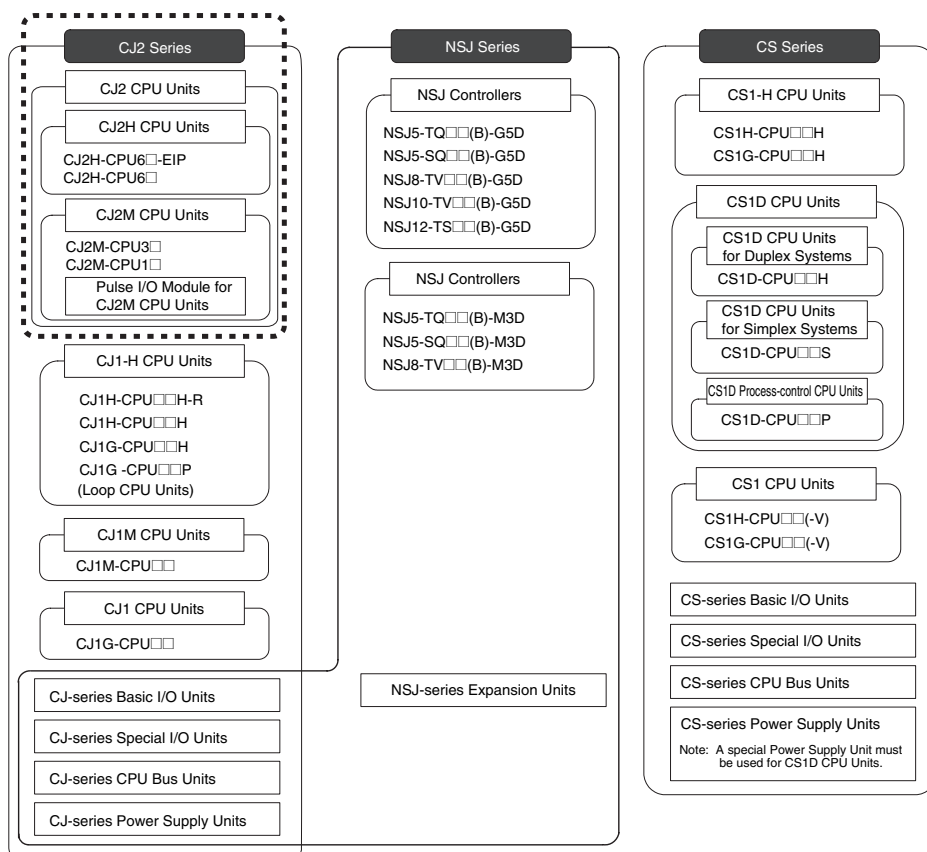 CJ2 Series
CJ2 CPU Units
CJ2H CPU Units
CJ2H-CPU6□-EIP
CJ2H-CPU6□
CJ2M CPU Units
CJ2M-CPU3□
CJ2M-CPU1□
Pulse I/O Module for
CJ2M CPU Units
CJ1-H CPU Units
CJ1H-CPU□□H-R
CJ1H-CPU□□H
CJ1G-CPU□□H
CJ1G -CPU□□P
(Loop CPU Units)
CJ1M CPU Units
CJ1M-CPU□□
CJ1 CPU Units
CJ1G-CPU□□
CJ-series Basic I/O Units
CJ-series Special I/O Units
CJ-series CPU Bus Units
CJ-series Power Supply Units
NSJ Series
NSJ Controllers
NSJ5-TQ□□(B)-G5D
NSJ5-SQ□□(B)-G5D
NSJ8-TV□□(B)-G5D
NSJ10-TV□□(B)-G5D
NSJ12-TS□□(B)-G5D
NSJ Controllers
NSJ5-TQ□□(B)-M3D
NSJ5-SQ□□(B)-M3D
NSJ8-TV□□(B)-M3D
NSJ-series Expansion Units
CS Series
CS1-H CPU Units
CS1H-CPU□□H
CS1G-CPU□□H
CS1D CPU Units
CS1D CPU Units
for Duplex Systems
CS1D-CPU□□H
CS1D CPU Units
for Simplex Systems
CS1D-CPU□□S
CS1D Process-control CPU Units
CS1D-CPU□□P
CS1 CPU Units
CS1H-CPU□□(-V)
CS1G-CPU□□(-V)
CS-series Basic I/O Units
CS-series Special I/O Units
CS-series CPU Bus Units
CS-series Power Supply Units
Note: A special Power Supply Unit must
be used for CS1D CPU Units.